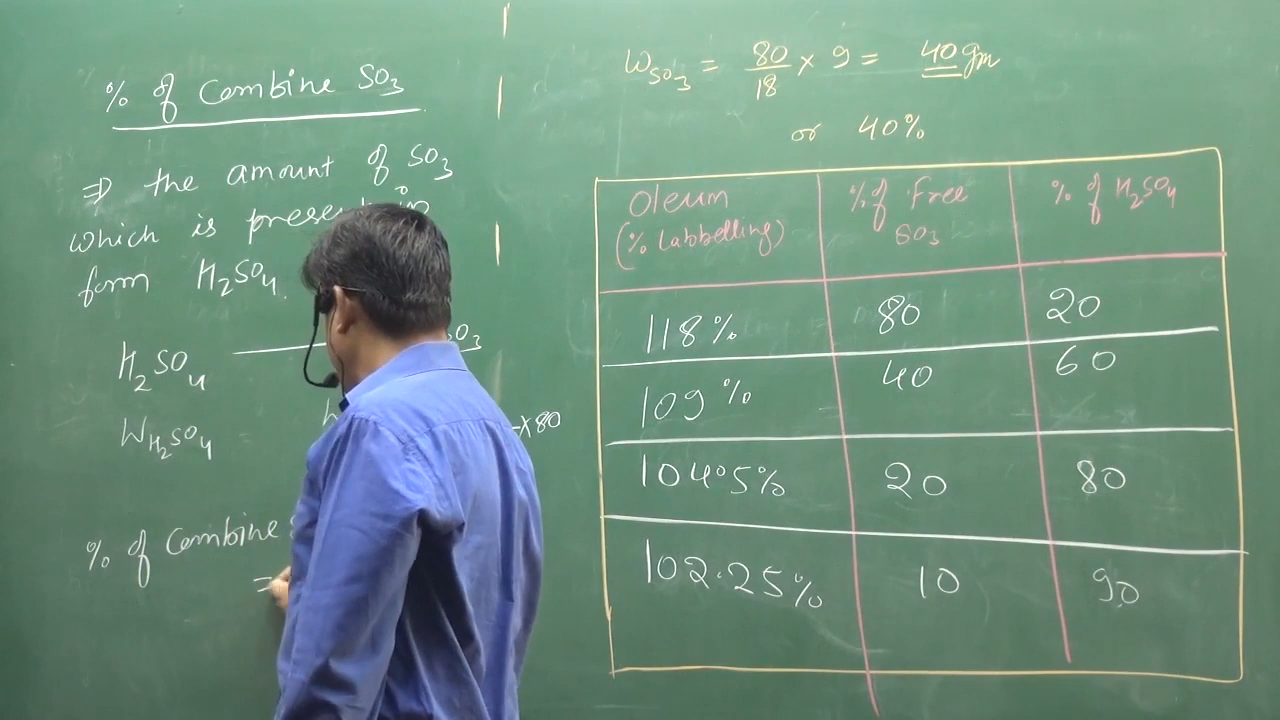 % of Combine SO3
⇒ the amount of SO3
which is present in
form H2SO4.
H2SO4 SO3
WH2SO4 × 80
% of Combine
=
WSO3 = 80/18 × 9 = 40 gm
or 40%
Oleum (% Labbelling) % of Free SO3 % of H2SO4
118% 80 20
109% 40 60
104.5% 20 80
102.25% 10 90